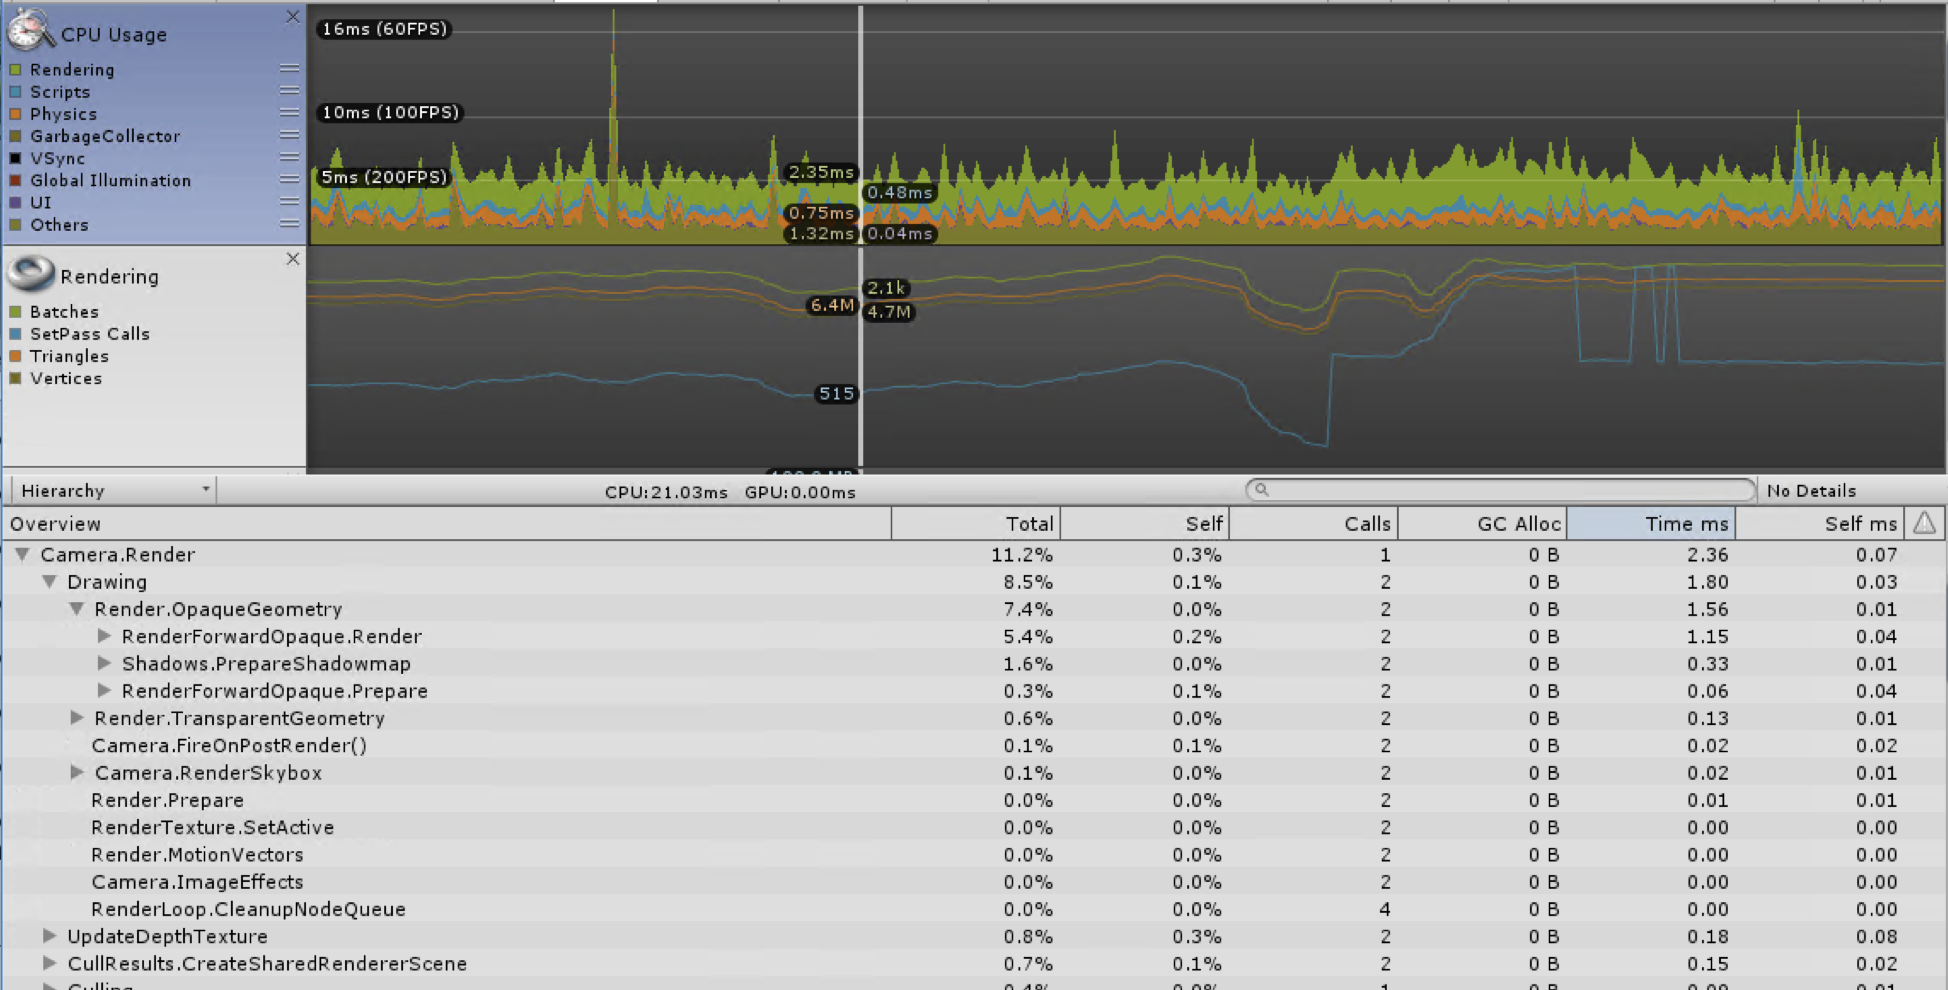 CPU Usage
Rendering
Scripts
Physics
GarbageCollector
VSync
Global Illumination
UI
Others
16ms (60FPS)
10ms (100FPS)
5ms (200FPS)
2.35ms
0.48ms
0.75ms
1.32ms 0.04ms
Rendering
Batches
SetPass Calls
Triangles
Vertices
2.1k
6.4M
4.7M
515
Hierarchy CPU:21.03ms GPU:0.00ms No Details
Overview Total Self Calls GC Alloc Time ms Self ms
Camera.Render 11.2% 0.3% 1 0 B 2.36 0.07
Drawing 8.5% 0.1% 2 0 B 1.80 0.03
Render.OpaqueGeometry 7.4% 0.0% 2 0 B 1.56 0.01
RenderForwardOpaque.Render 5.4% 0.2% 2 0 B 1.15 0.04
Shadows.PrepareShadowmap 1.6% 0.0% 2 0 B 0.33 0.01
RenderForwardOpaque.Prepare 0.3% 0.1% 2 0 B 0.06 0.04
Render.TransparentGeometry 0.6% 0.0% 2 0 B 0.13 0.01
Camera.FireOnPostRender() 0.1% 0.1% 2 0 B 0.02 0.02
Camera.RenderSkybox 0.1% 0.0% 2 0 B 0.02 0.01
Render.Prepare 0.0% 0.0% 2 0 B 0.01 0.01
RenderTexture.SetActive 0.0% 0.0% 2 0 B 0.00 0.00
Render.MotionVectors 0.0% 0.0% 2 0 B 0.00 0.00
Camera.ImageEffects 0.0% 0.0% 2 0 B 0.00 0.00
RenderLoop.CleanupNodeQueue 0.0% 0.0% 4 0 B 0.00 0.00
UpdateDepthTexture 0.8% 0.3% 2 0 B 0.18 0.08
CullResults.CreateSharedRendererScene 0.7% 0.1% 2 0 B 0.15 0.02
Culling